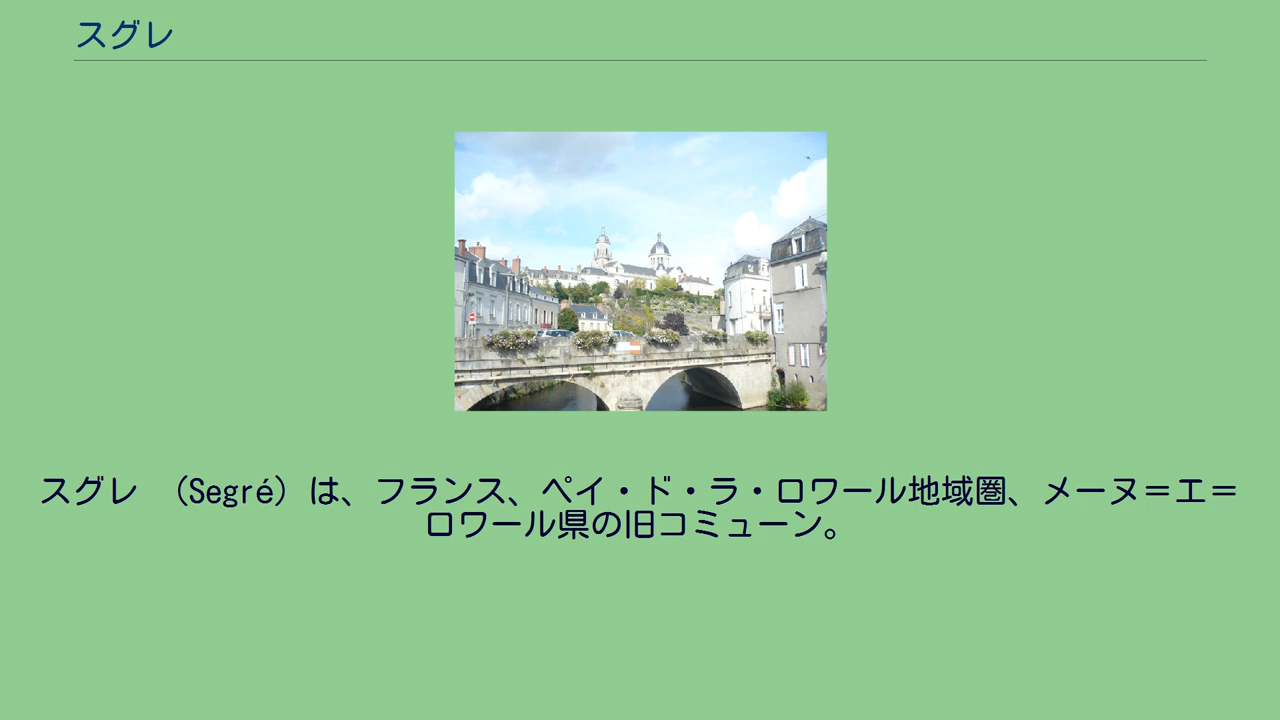 スグレ
スグレ （Segré）は、フランス、ペイ・ド・ラ・ロワール地域圏、メーヌ＝エ＝
ロワール県の旧コミューン。